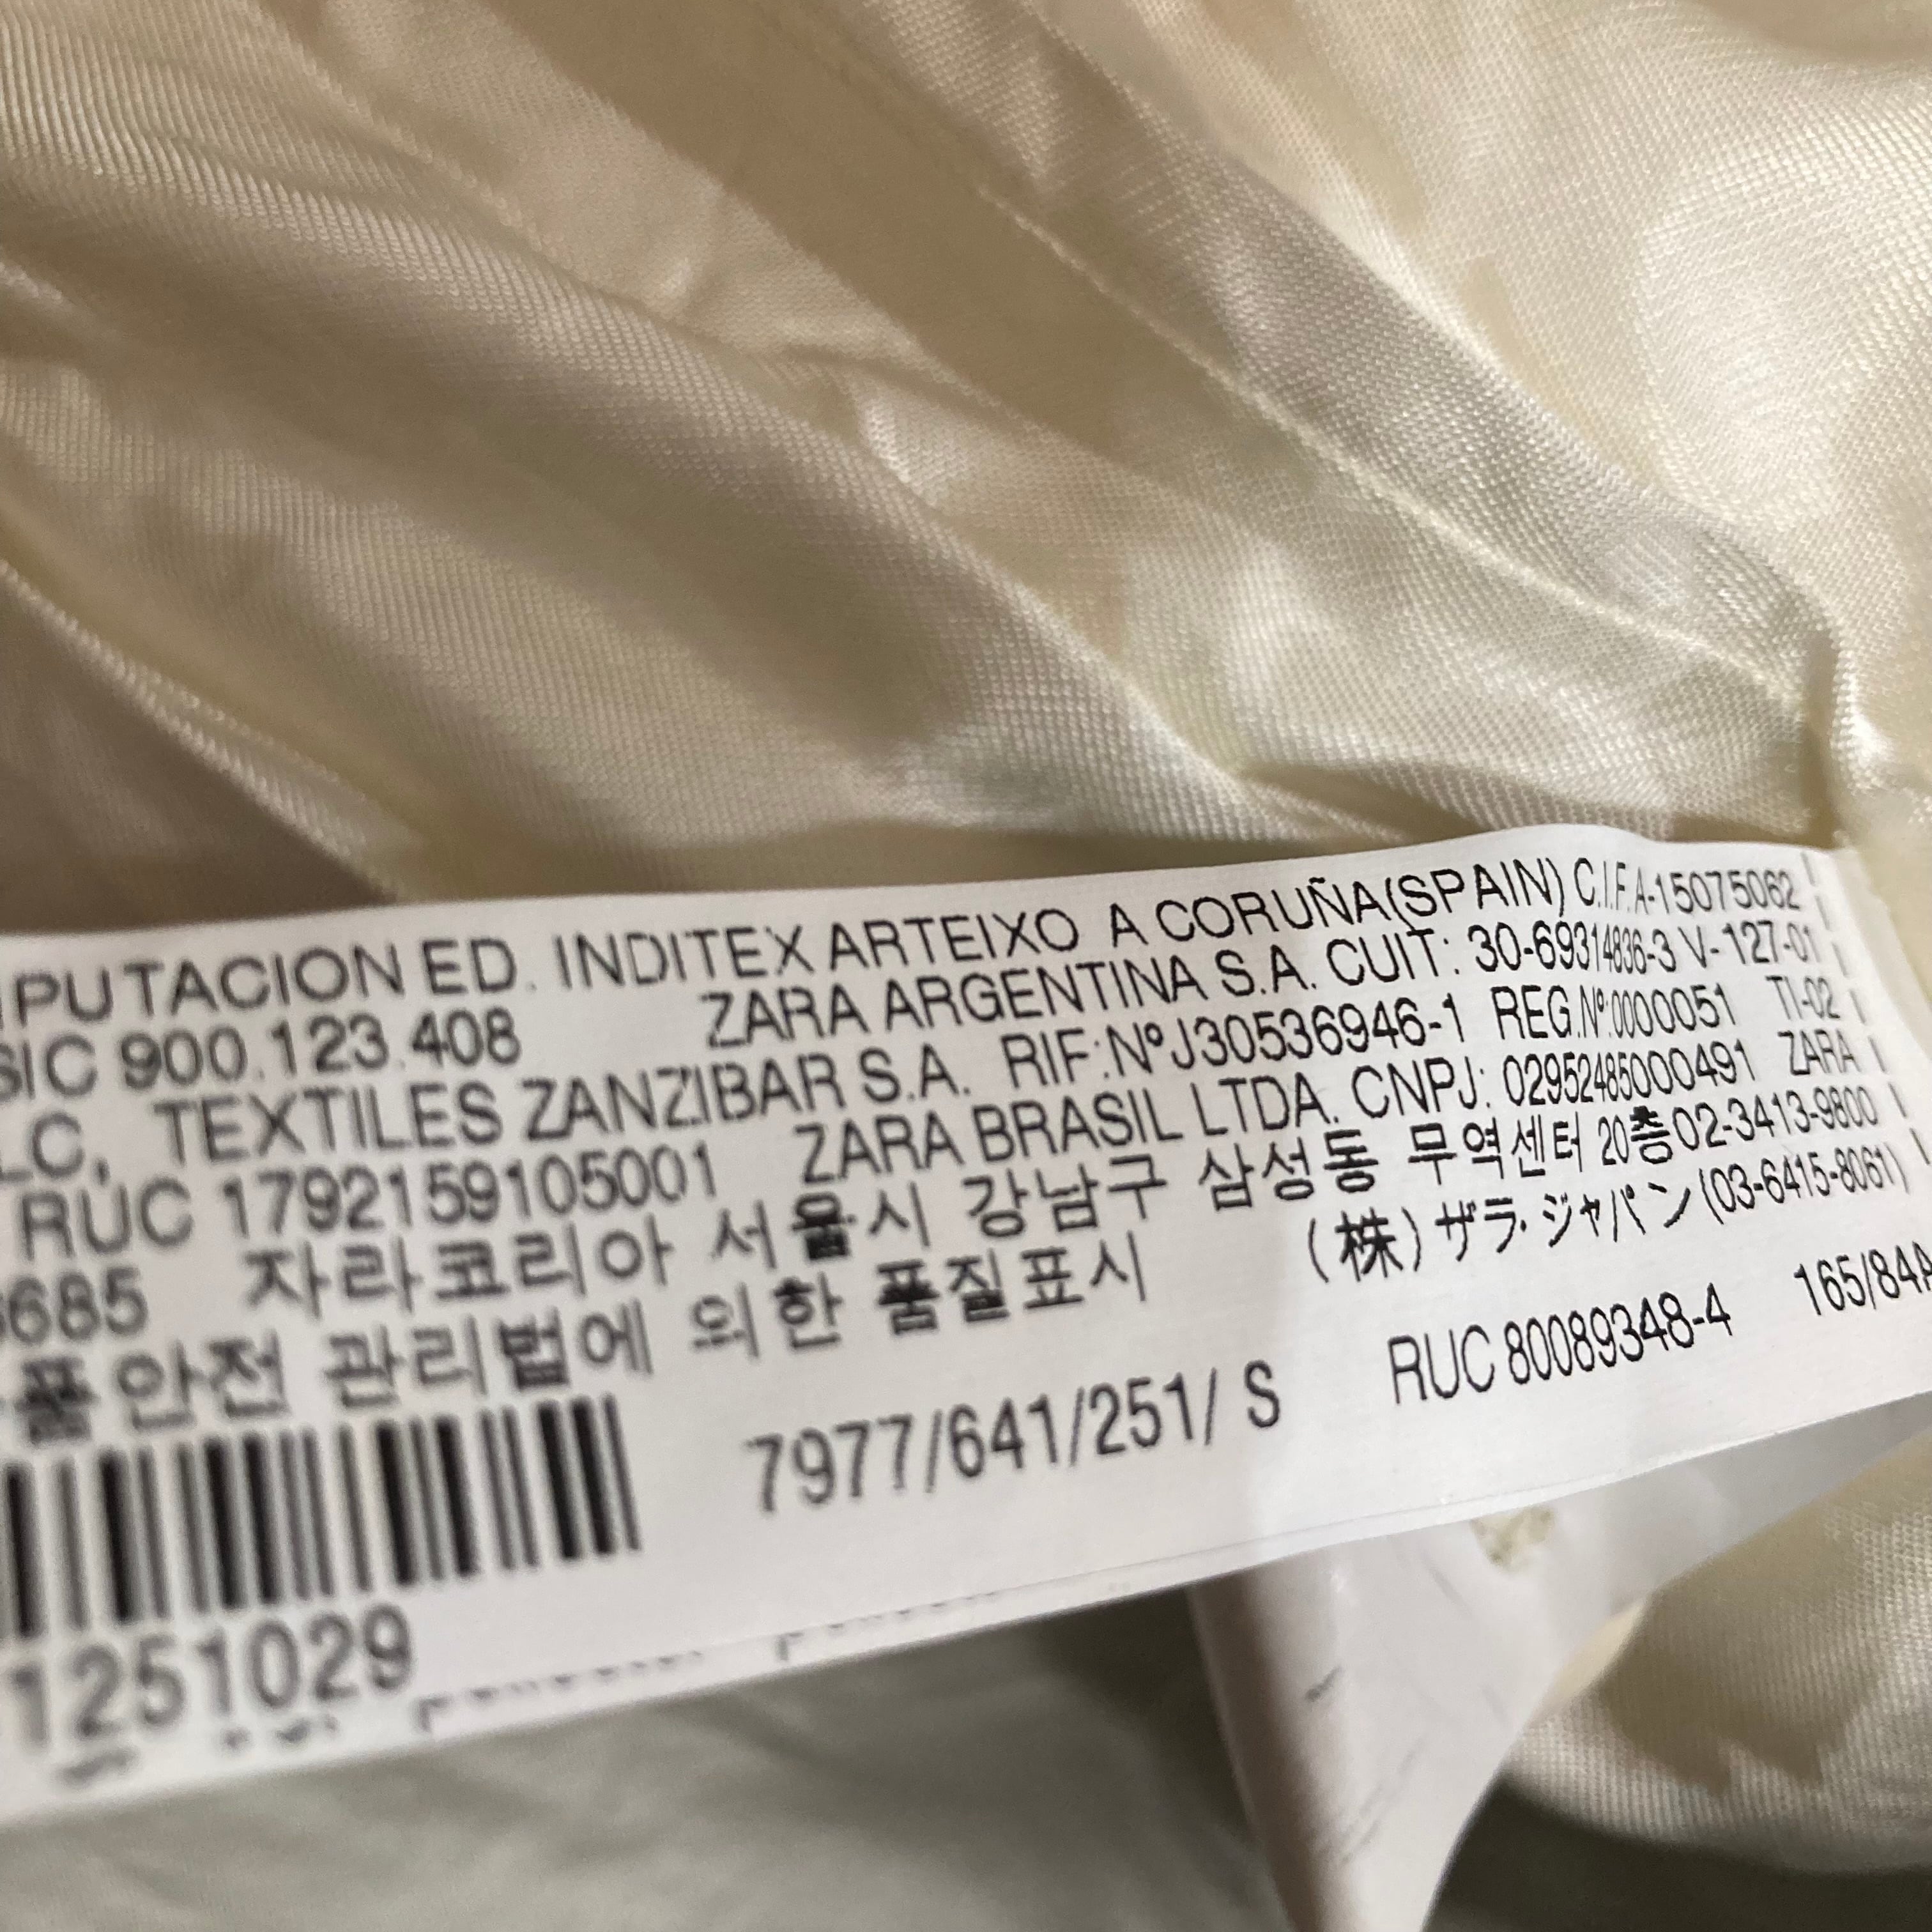 PUTACION ED. INDITEX ARTEIXO A CORUÑA(SPAIN) C.I.F.A-15075062
SIC 900.123.408 ZARA ARGENTINA S.A. CUIT: 30-69314836-3 V-127-01
LC, TEXTILES ZANZIBAR S.A. RIF:NºJ30536946-1 REG.Nº:0000051 TI-02
RUC 1792159105001 ZARA BRASIL LTDA. CNPJ: 02952485000491 ZARA
6685 자라코리아 서울시 강남구 삼성동 무역센터 20층02-3413-9800
품안전 관리법에 의한 품질표시 (株)ザラ・ジャパン(03-6415-8061)
7977/641/251/ S RUC 80089348-4 165/84A
1251029